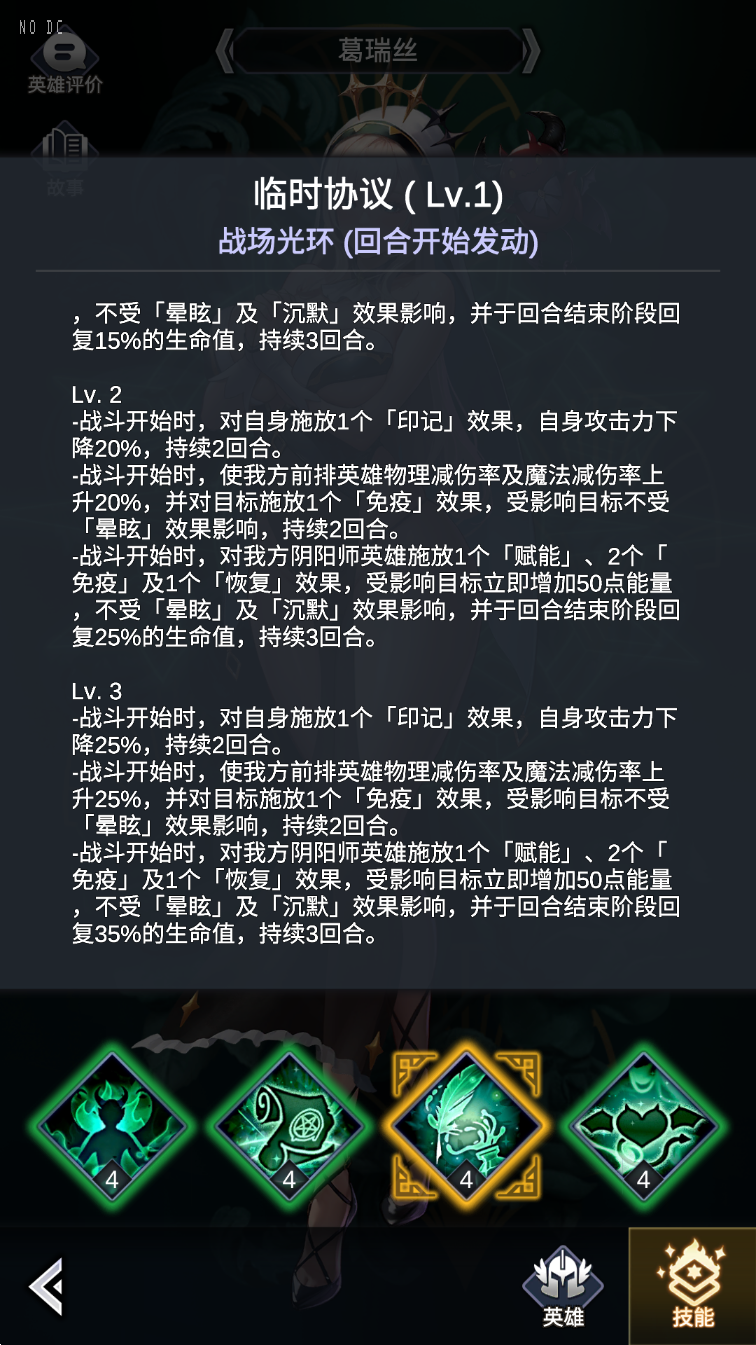 NO DC
葛瑞丝
英雄评价
故事
临时协议 ( Lv.1)
战场光环 (回合开始发动)
，不受「晕眩」及「沉默」效果影响，并于回合结束阶段回
复15%的生命值，持续3回合。
Lv. 2
-战斗开始时，对自身施放1个「印记」效果，自身攻击力下
降20%，持续2回合。
-战斗开始时，使我方前排英雄物理减伤率及魔法减伤率上
升20%，并对目标施放1个「免疫」效果，受影响目标不受
「晕眩」效果影响，持续2回合。
-战斗开始时，对我方阴阳师英雄施放1个「赋能」、2个「
免疫」及1个「恢复」效果，受影响目标立即增加50点能量
，不受「晕眩」及「沉默」效果影响，并于回合结束阶段回
复25%的生命值，持续3回合。
Lv. 3
-战斗开始时，对自身施放1个「印记」效果，自身攻击力下
降25%，持续2回合。
-战斗开始时，使我方前排英雄物理减伤率及魔法减伤率上
升25%，并对目标施放1个「免疫」效果，受影响目标不受
「晕眩」效果影响，持续2回合。
-战斗开始时，对我方阴阳师英雄施放1个「赋能」、2个「
免疫」及1个「恢复」效果，受影响目标立即增加50点能量
，不受「晕眩」及「沉默」效果影响，并于回合结束阶段回
复35%的生命值，持续3回合。
4
4
4
4
英雄
技能